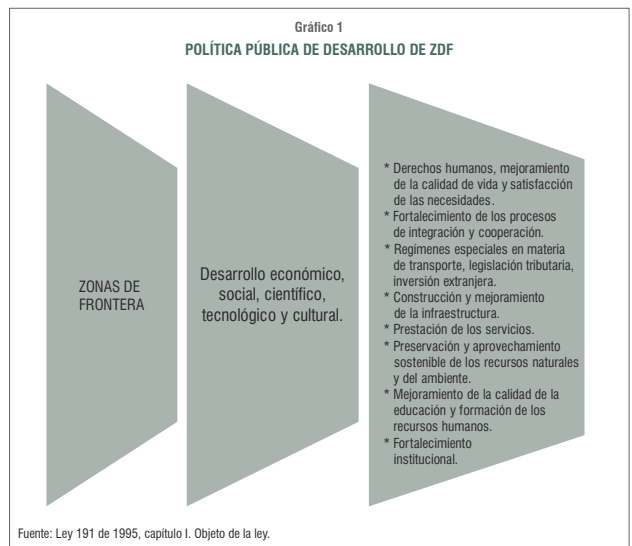 Gráfico 1
POLÍTICA PÚBLICA DE DESARROLLO DE ZDF
ZONAS DE
FRONTERA
Desarrollo económico,
social, científico,
tecnológico y cultural.
* Derechos humanos, mejoramiento
de la calidad de vida y satisfacción
de las necesidades.
* Fortalecimiento de los procesos
de integración y cooperación.
* Regímenes especiales en materia
de transporte, legislación tributaria,
inversión extranjera.
* Construcción y mejoramiento
de la infraestructura.
* Prestación de los servicios.
* Preservación y aprovechamiento
sostenible de los recursos naturales
y del ambiente.
* Mejoramiento de la calidad de la
educación y formación de los
recursos humanos.
* Fortalecimiento
institucional.
Fuente: Ley 191 de 1995, capítulo I. Objeto de la ley.